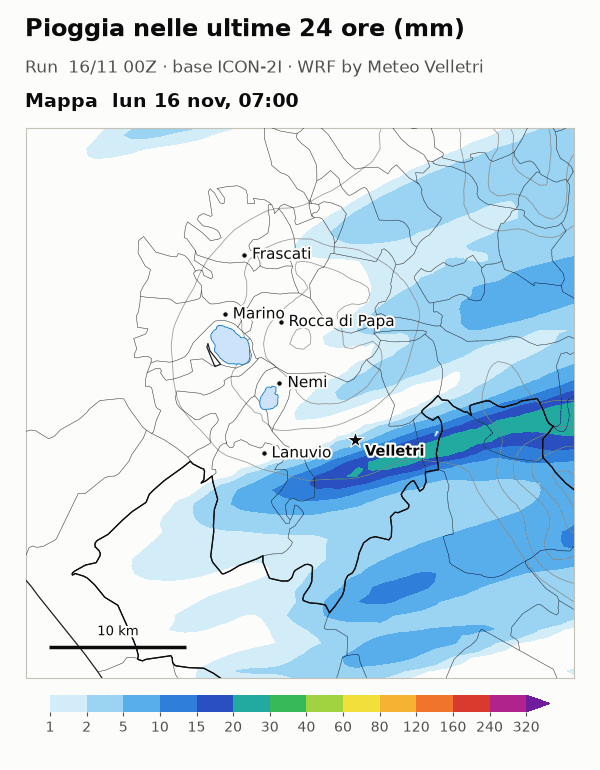 Pioggia nelle ultime 24 ore (mm)
Run  16/11 00Z · base ICON-2I · WRF by Meteo Velletri
Mappa  lun 16 nov, 07:00
Frascati
Marino
Rocca di Papa
Nemi
Velletri
Lanuvio
10 km
1 2 5 10 15 20 30 40 60 80 120 160 240 320